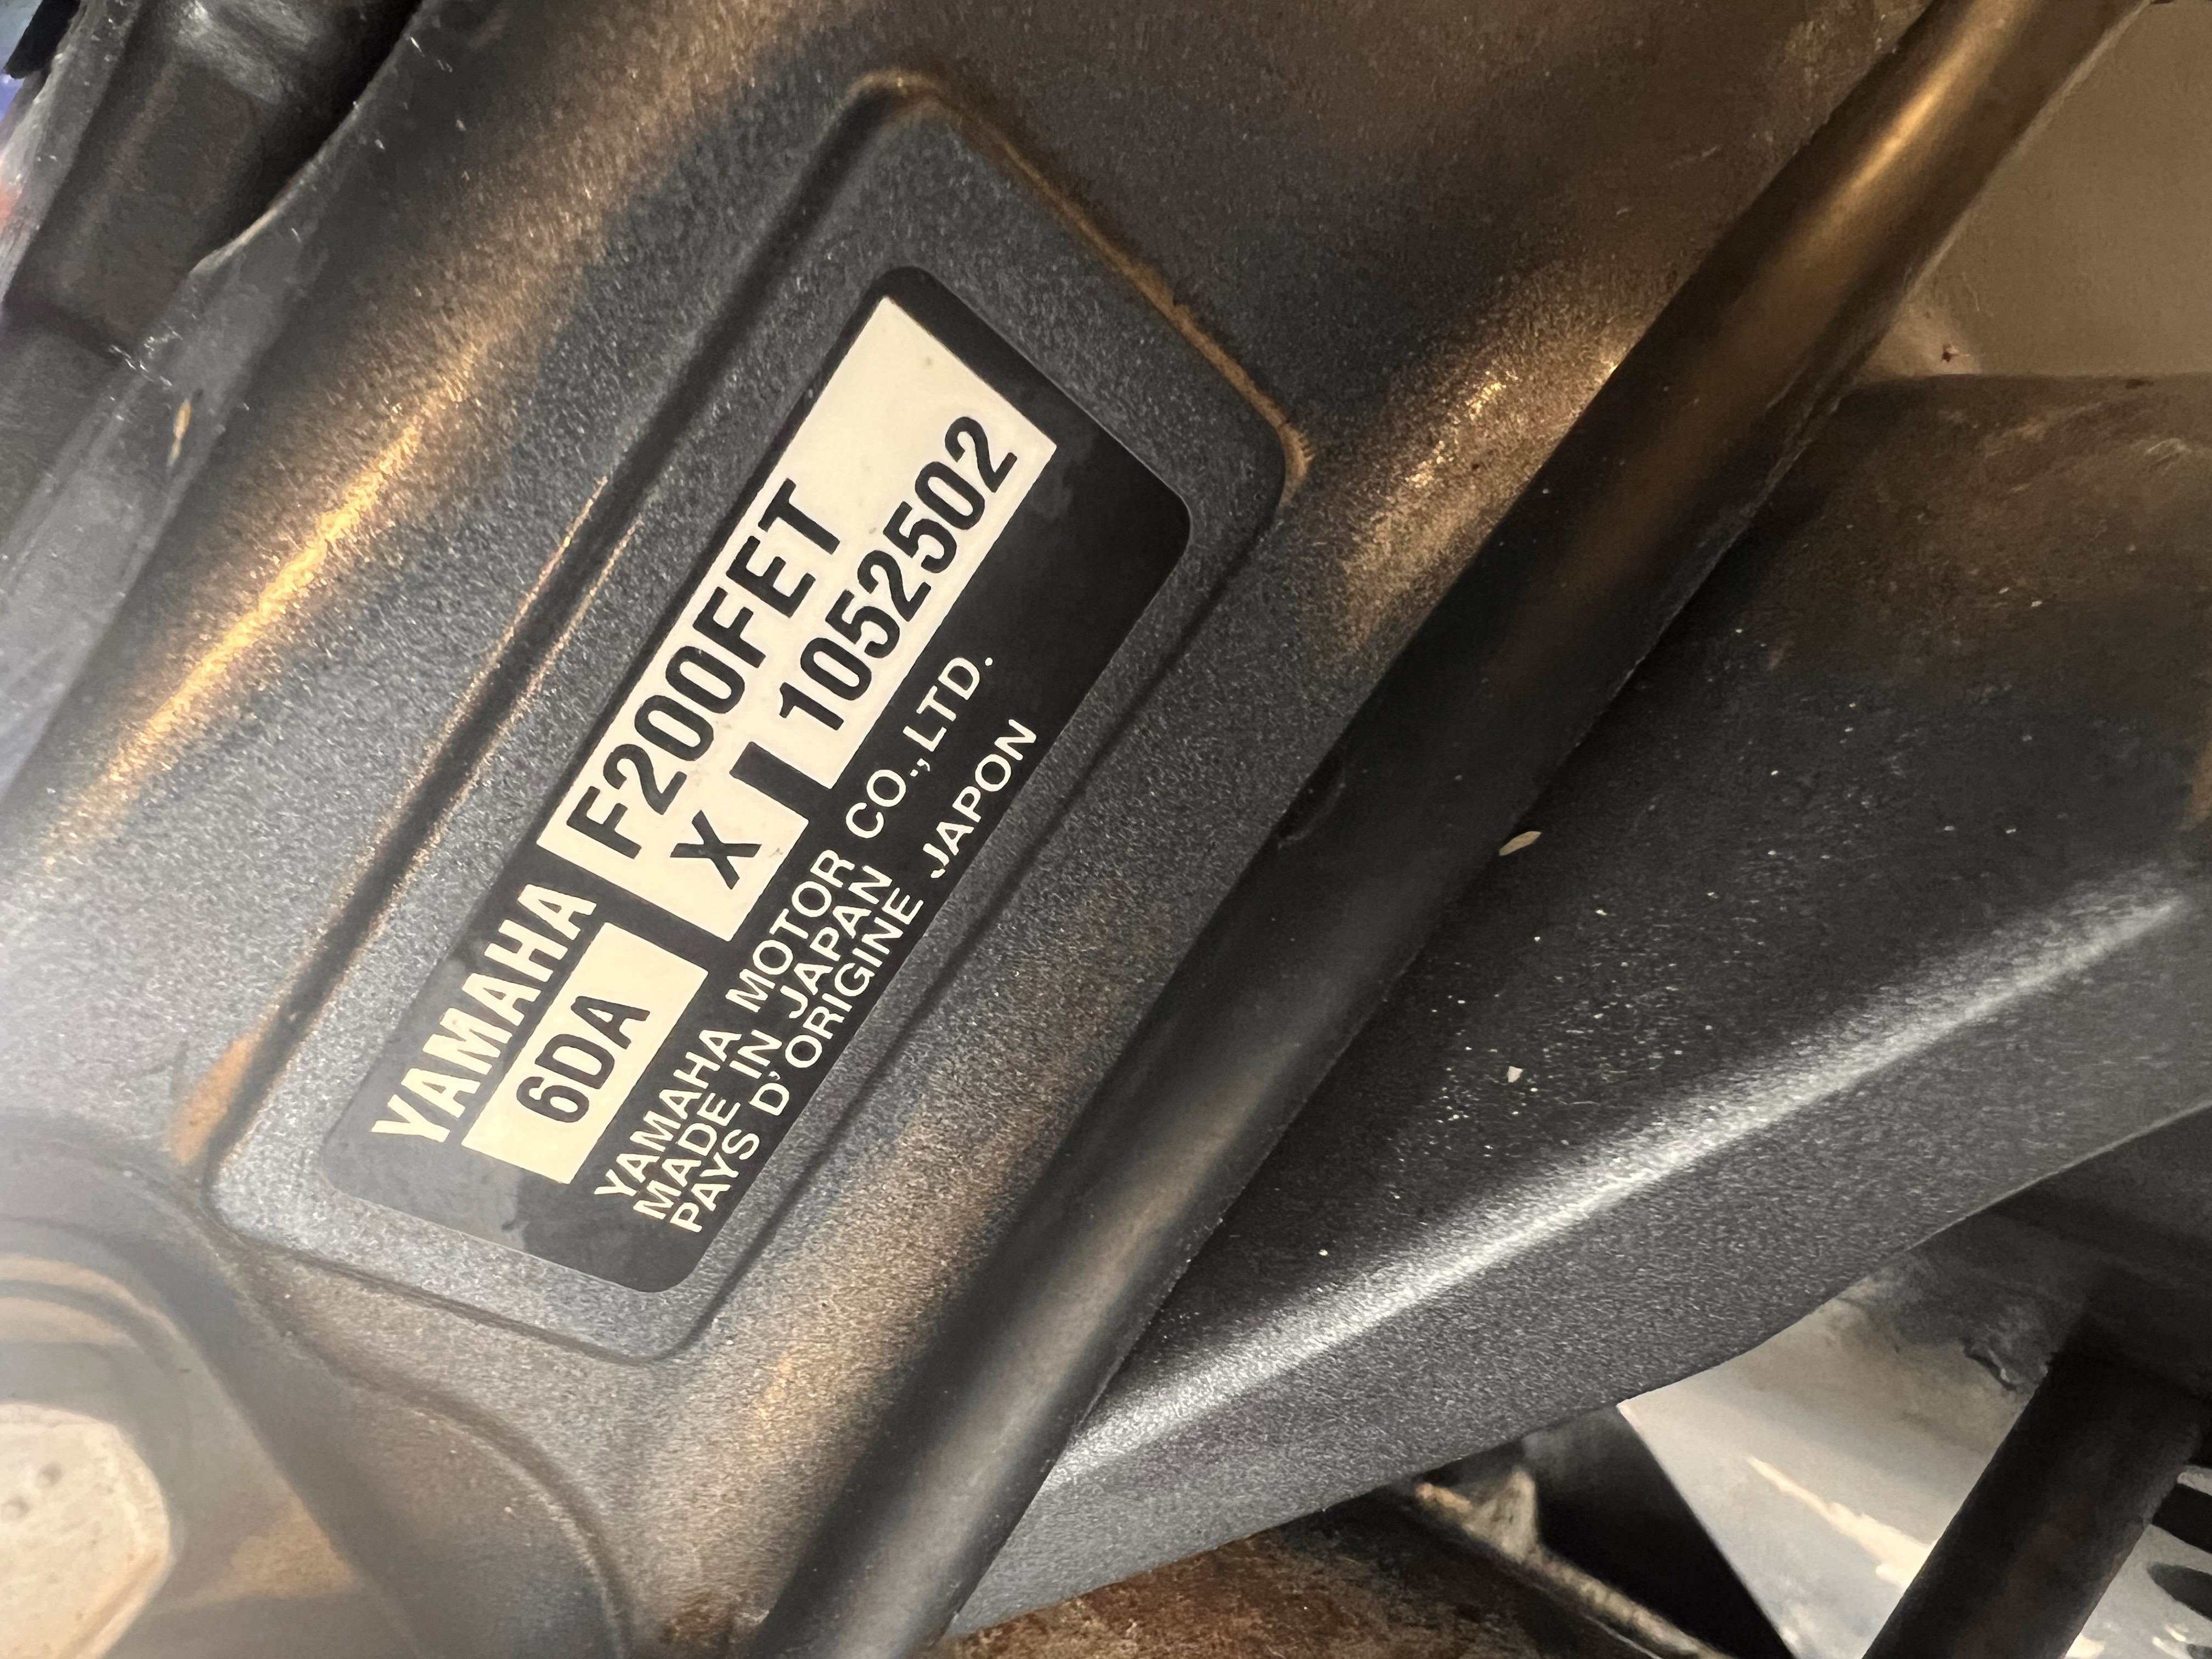 YAMAHA F200FET
6DA X 1052502
YAMAHA MOTOR CO.,LTD.
MADE IN JAPAN
PAYS D'ORIGINE JAPON